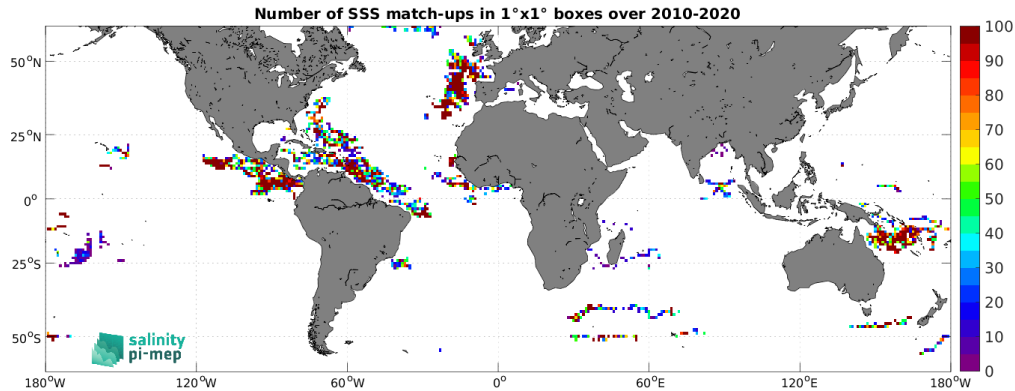 Number of SSS match-ups in 1°x1° boxes over 2010-2020
100
90
80
70
60
50
40
30
20
10
0
50°N
25°N
0°
25°S
50°S
salinity
pi-mep
180°W
120°W
60°W
0°
60°E
120°E
180°W